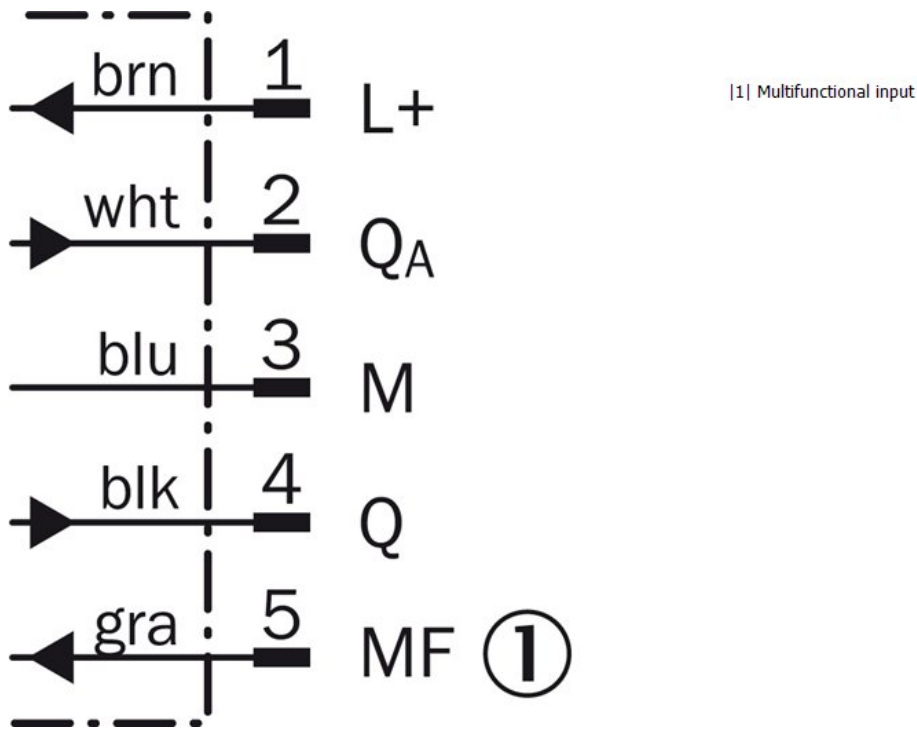 brn 1 L+
|1| Multifunctional input
wht 2 QA
blu 3 M
blk 4 Q
gra 5 MF ①